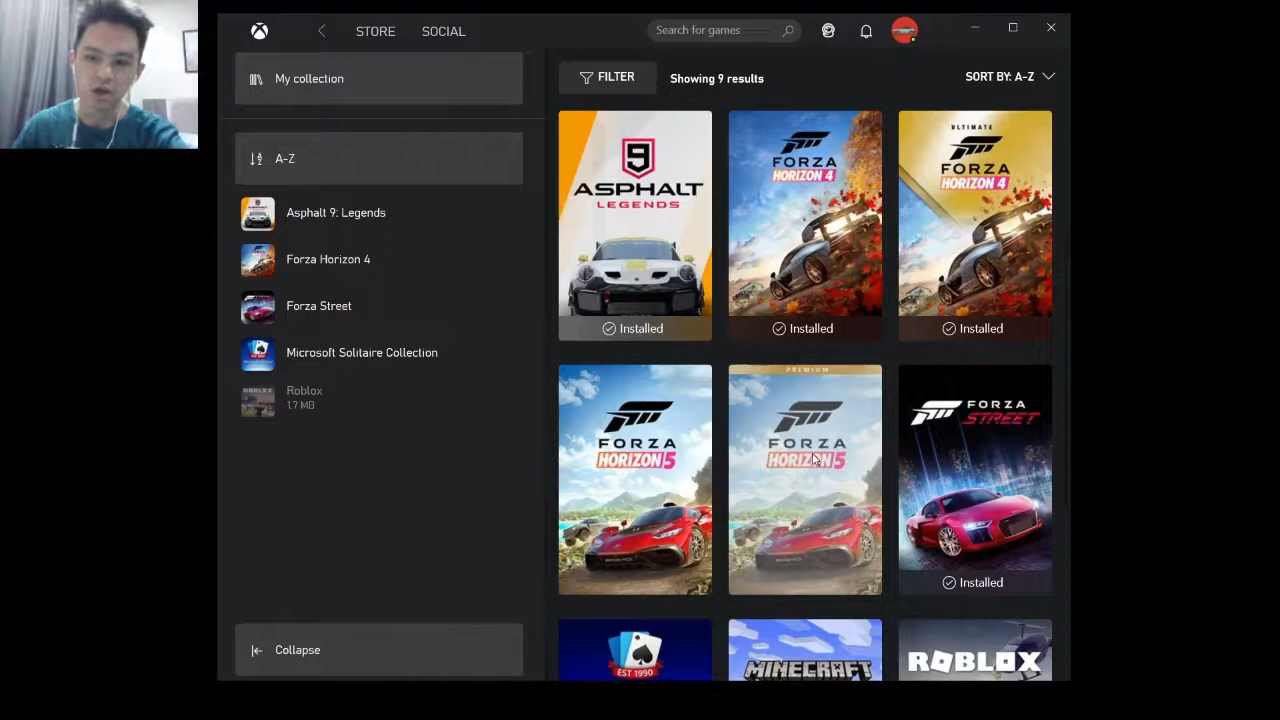 STORE
SOCIAL
Search for games
My collection
A-Z
Asphalt 9: Legends
Forza Horizon 4
Forza Street
Microsoft Solitaire Collection
Roblox
1.7 MB
Collapse
FILTER
Showing 9 results
SORT BY: A-Z
9
ASPHALT
LEGENDS
Installed
FORZA
HORIZON 4
Installed
ULTIMATE
FORZA
HORIZON 4
Installed
FORZA
HORIZON 5
PREMIUM
FORZA
HORIZON 5
FORZA
STREET
Installed
EST 1990
MINECRAFT
ROBLOX